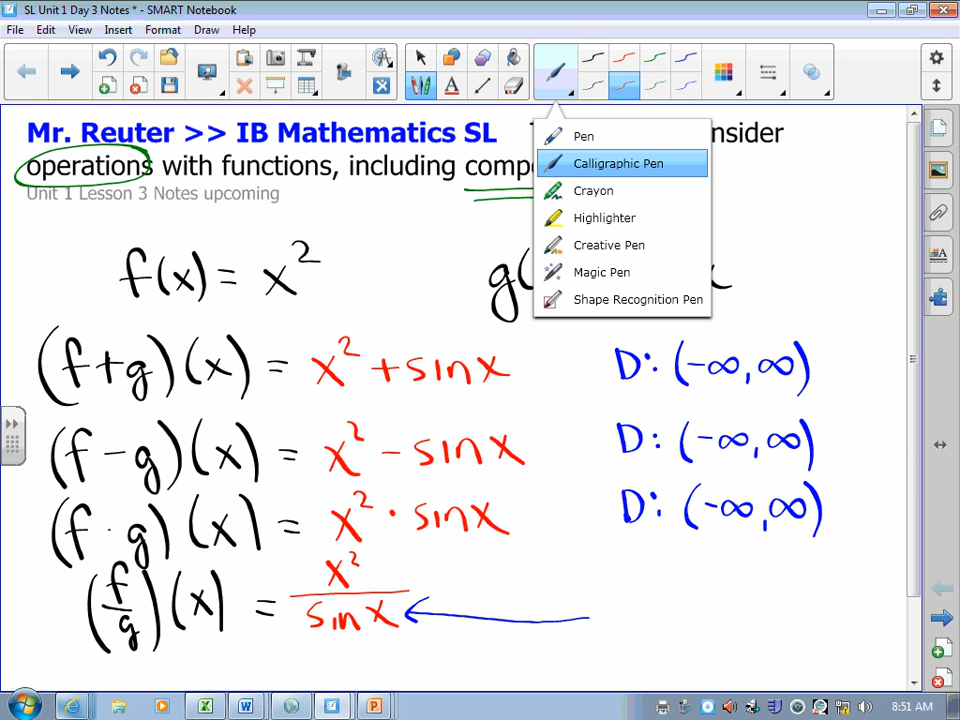 SL Unit 1 Day 3 Notes * - SMART Notebook
File Edit View Insert Format Draw Help
Mr. Reuter >> IB Mathematics SL
operations with functions, including
Unit 1 Lesson 3 Notes upcoming
Pen
Calligraphic Pen
Crayon
Highlighter
Creative Pen
Magic Pen
Shape Recognition Pen
f(x) = x² g(
(f+g)(x) = x² + sin x D: (-∞, ∞)
(f-g)(x) = x² - sin x D: (-∞, ∞)
(f · g)(x) = x² · sin x D: (-∞, ∞)
(f/g)(x) = x²/sin x
8:51 AM